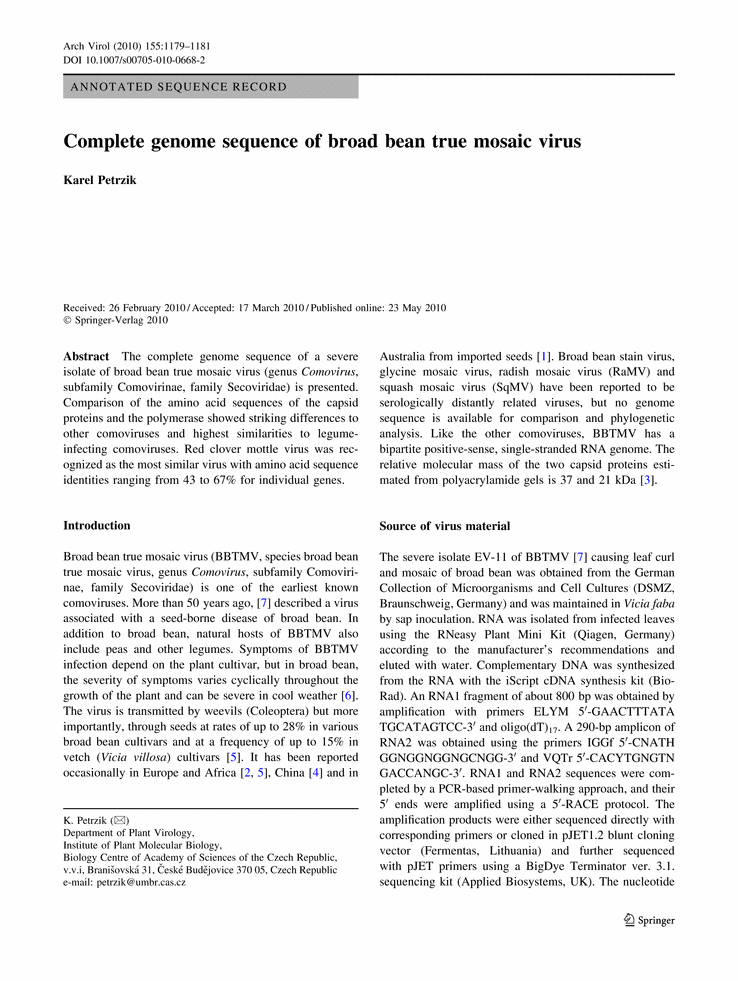 Arch Virol (2010) 155:1179–1181
DOI 10.1007/s00705-010-0668-2
ANNOTATED SEQUENCE RECORD
Complete genome sequence of broad bean true mosaic virus
Karel Petrzik
Received: 26 February 2010 / Accepted: 17 March 2010 / Published online: 23 May 2010
© Springer-Verlag 2010
Abstract The complete genome sequence of a severe
isolate of broad bean true mosaic virus (genus Comovirus,
subfamily Comovirinae, family Secoviridae) is presented.
Comparison of the amino acid sequences of the capsid
proteins and the polymerase showed striking differences to
other comoviruses and highest similarities to legume-
infecting comoviruses. Red clover mottle virus was rec-
ognized as the most similar virus with amino acid sequence
identities ranging from 43 to 67% for individual genes.
Introduction
Broad bean true mosaic virus (BBTMV, species broad bean
true mosaic virus, genus Comovirus, subfamily Comoviri-
nae, family Secoviridae) is one of the earliest known
comoviruses. More than 50 years ago, [7] described a virus
associated with a seed-borne disease of broad bean. In
addition to broad bean, natural hosts of BBTMV also
include peas and other legumes. Symptoms of BBTMV
infection depend on the plant cultivar, but in broad bean,
the severity of symptoms varies cyclically throughout the
growth of the plant and can be severe in cool weather [6].
The virus is transmitted by weevils (Coleoptera) but more
importantly, through seeds at rates of up to 28% in various
broad bean cultivars and at a frequency of up to 15% in
vetch (Vicia villosa) cultivars [5]. It has been reported
occasionally in Europe and Africa [2, 5], China [4] and in
K. Petrzik (✉)
Department of Plant Virology,
Institute of Plant Molecular Biology,
Biology Centre of Academy of Sciences of the Czech Republic,
v.v.i, Branišovská 31, České Budějovice 370 05, Czech Republic
e-mail: petrzik@umbr.cas.cz
Australia from imported seeds [1]. Broad bean stain virus,
glycine mosaic virus, radish mosaic virus (RaMV) and
squash mosaic virus (SqMV) have been reported to be
serologically distantly related viruses, but no genome
sequence is available for comparison and phylogenetic
analysis. Like the other comoviruses, BBTMV has a
bipartite positive-sense, single-stranded RNA genome. The
relative molecular mass of the two capsid proteins esti-
mated from polyacrylamide gels is 37 and 21 kDa [3].
Source of virus material
The severe isolate EV-11 of BBTMV [7] causing leaf curl
and mosaic of broad bean was obtained from the German
Collection of Microorganisms and Cell Cultures (DSMZ,
Braunschweig, Germany) and was maintained in Vicia faba
by sap inoculation. RNA was isolated from infected leaves
using the RNeasy Plant Mini Kit (Qiagen, Germany)
according to the manufacturer's recommendations and
eluted with water. Complementary DNA was synthesized
from the RNA with the iScript cDNA synthesis kit (Bio-
Rad). An RNA1 fragment of about 800 bp was obtained by
amplification with primers ELYM 5′-GAACTTTATA
TGCATAGTCC-3′ and oligo(dT)₁₇. A 290-bp amplicon of
RNA2 was obtained using the primers IGGf 5′-CNATH
GGNGGNGGNGCNGG-3′ and VQTr 5′-CACYTGNGTN
GACCANGC-3′. RNA1 and RNA2 sequences were com-
pleted by a PCR-based primer-walking approach, and their
5′ ends were amplified using a 5′-RACE protocol. The
amplification products were either sequenced directly with
corresponding primers or cloned in pJET1.2 blunt cloning
vector (Fermentas, Lithuania) and further sequenced
with pJET primers using a BigDye Terminator ver. 3.1.
sequencing kit (Applied Biosystems, UK). The nucleotide
Springer